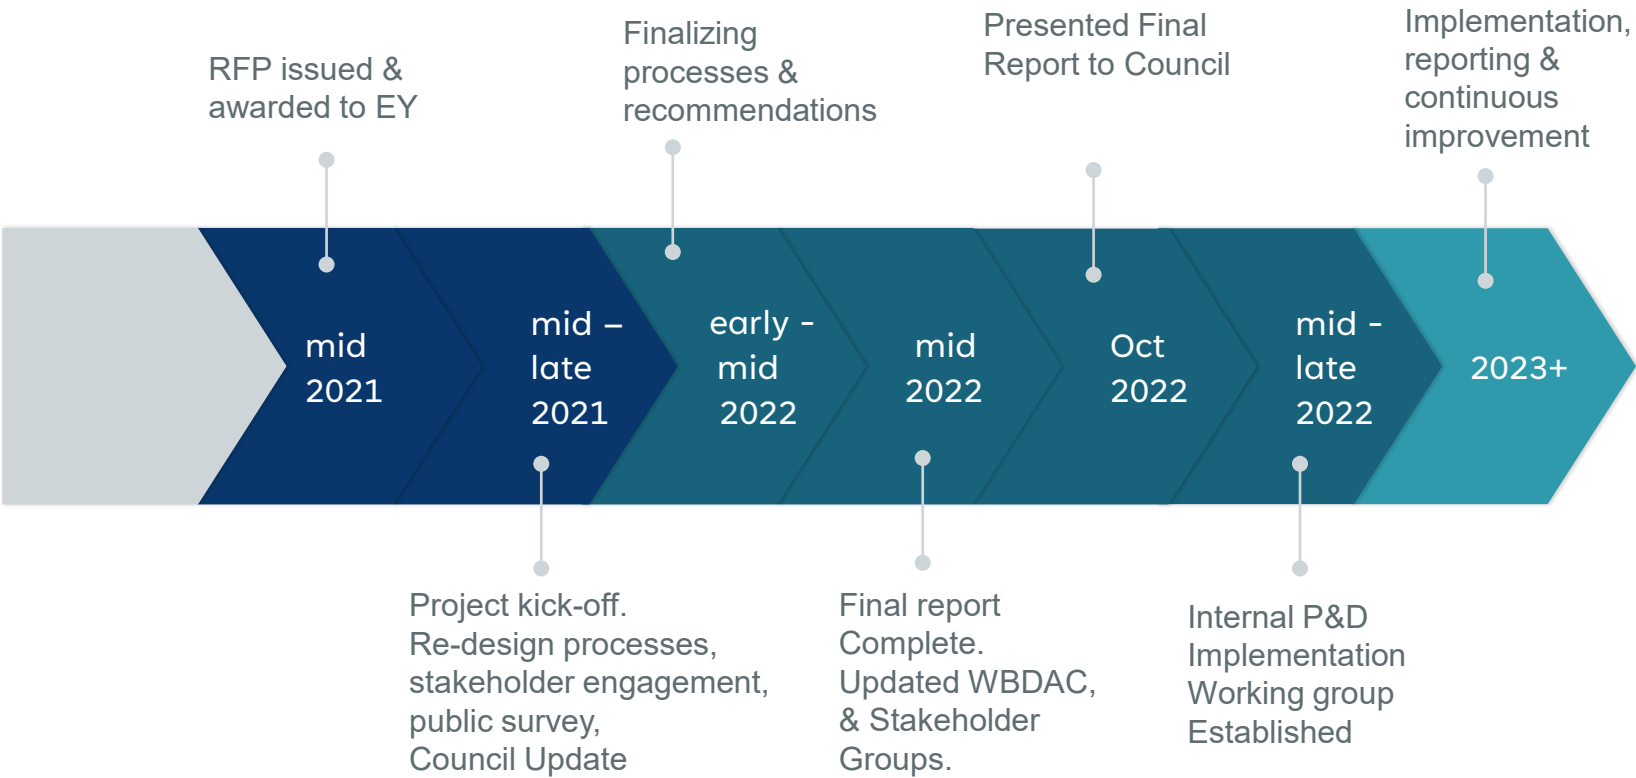 RFP issued &
awarded to EY
Finalizing
processes &
recommendations
Presented Final
Report to Council
Implementation,
reporting &
continuous
improvement
mid
2021
mid –
late
2021
early -
mid
2022
mid
2022
Oct
2022
mid -
late
2022
2023+
Project kick-off.
Re-design processes,
stakeholder engagement,
public survey,
Council Update
Final report
Complete.
Updated WBDAC,
& Stakeholder
Groups.
Internal P&D
Implementation
Working group
Established